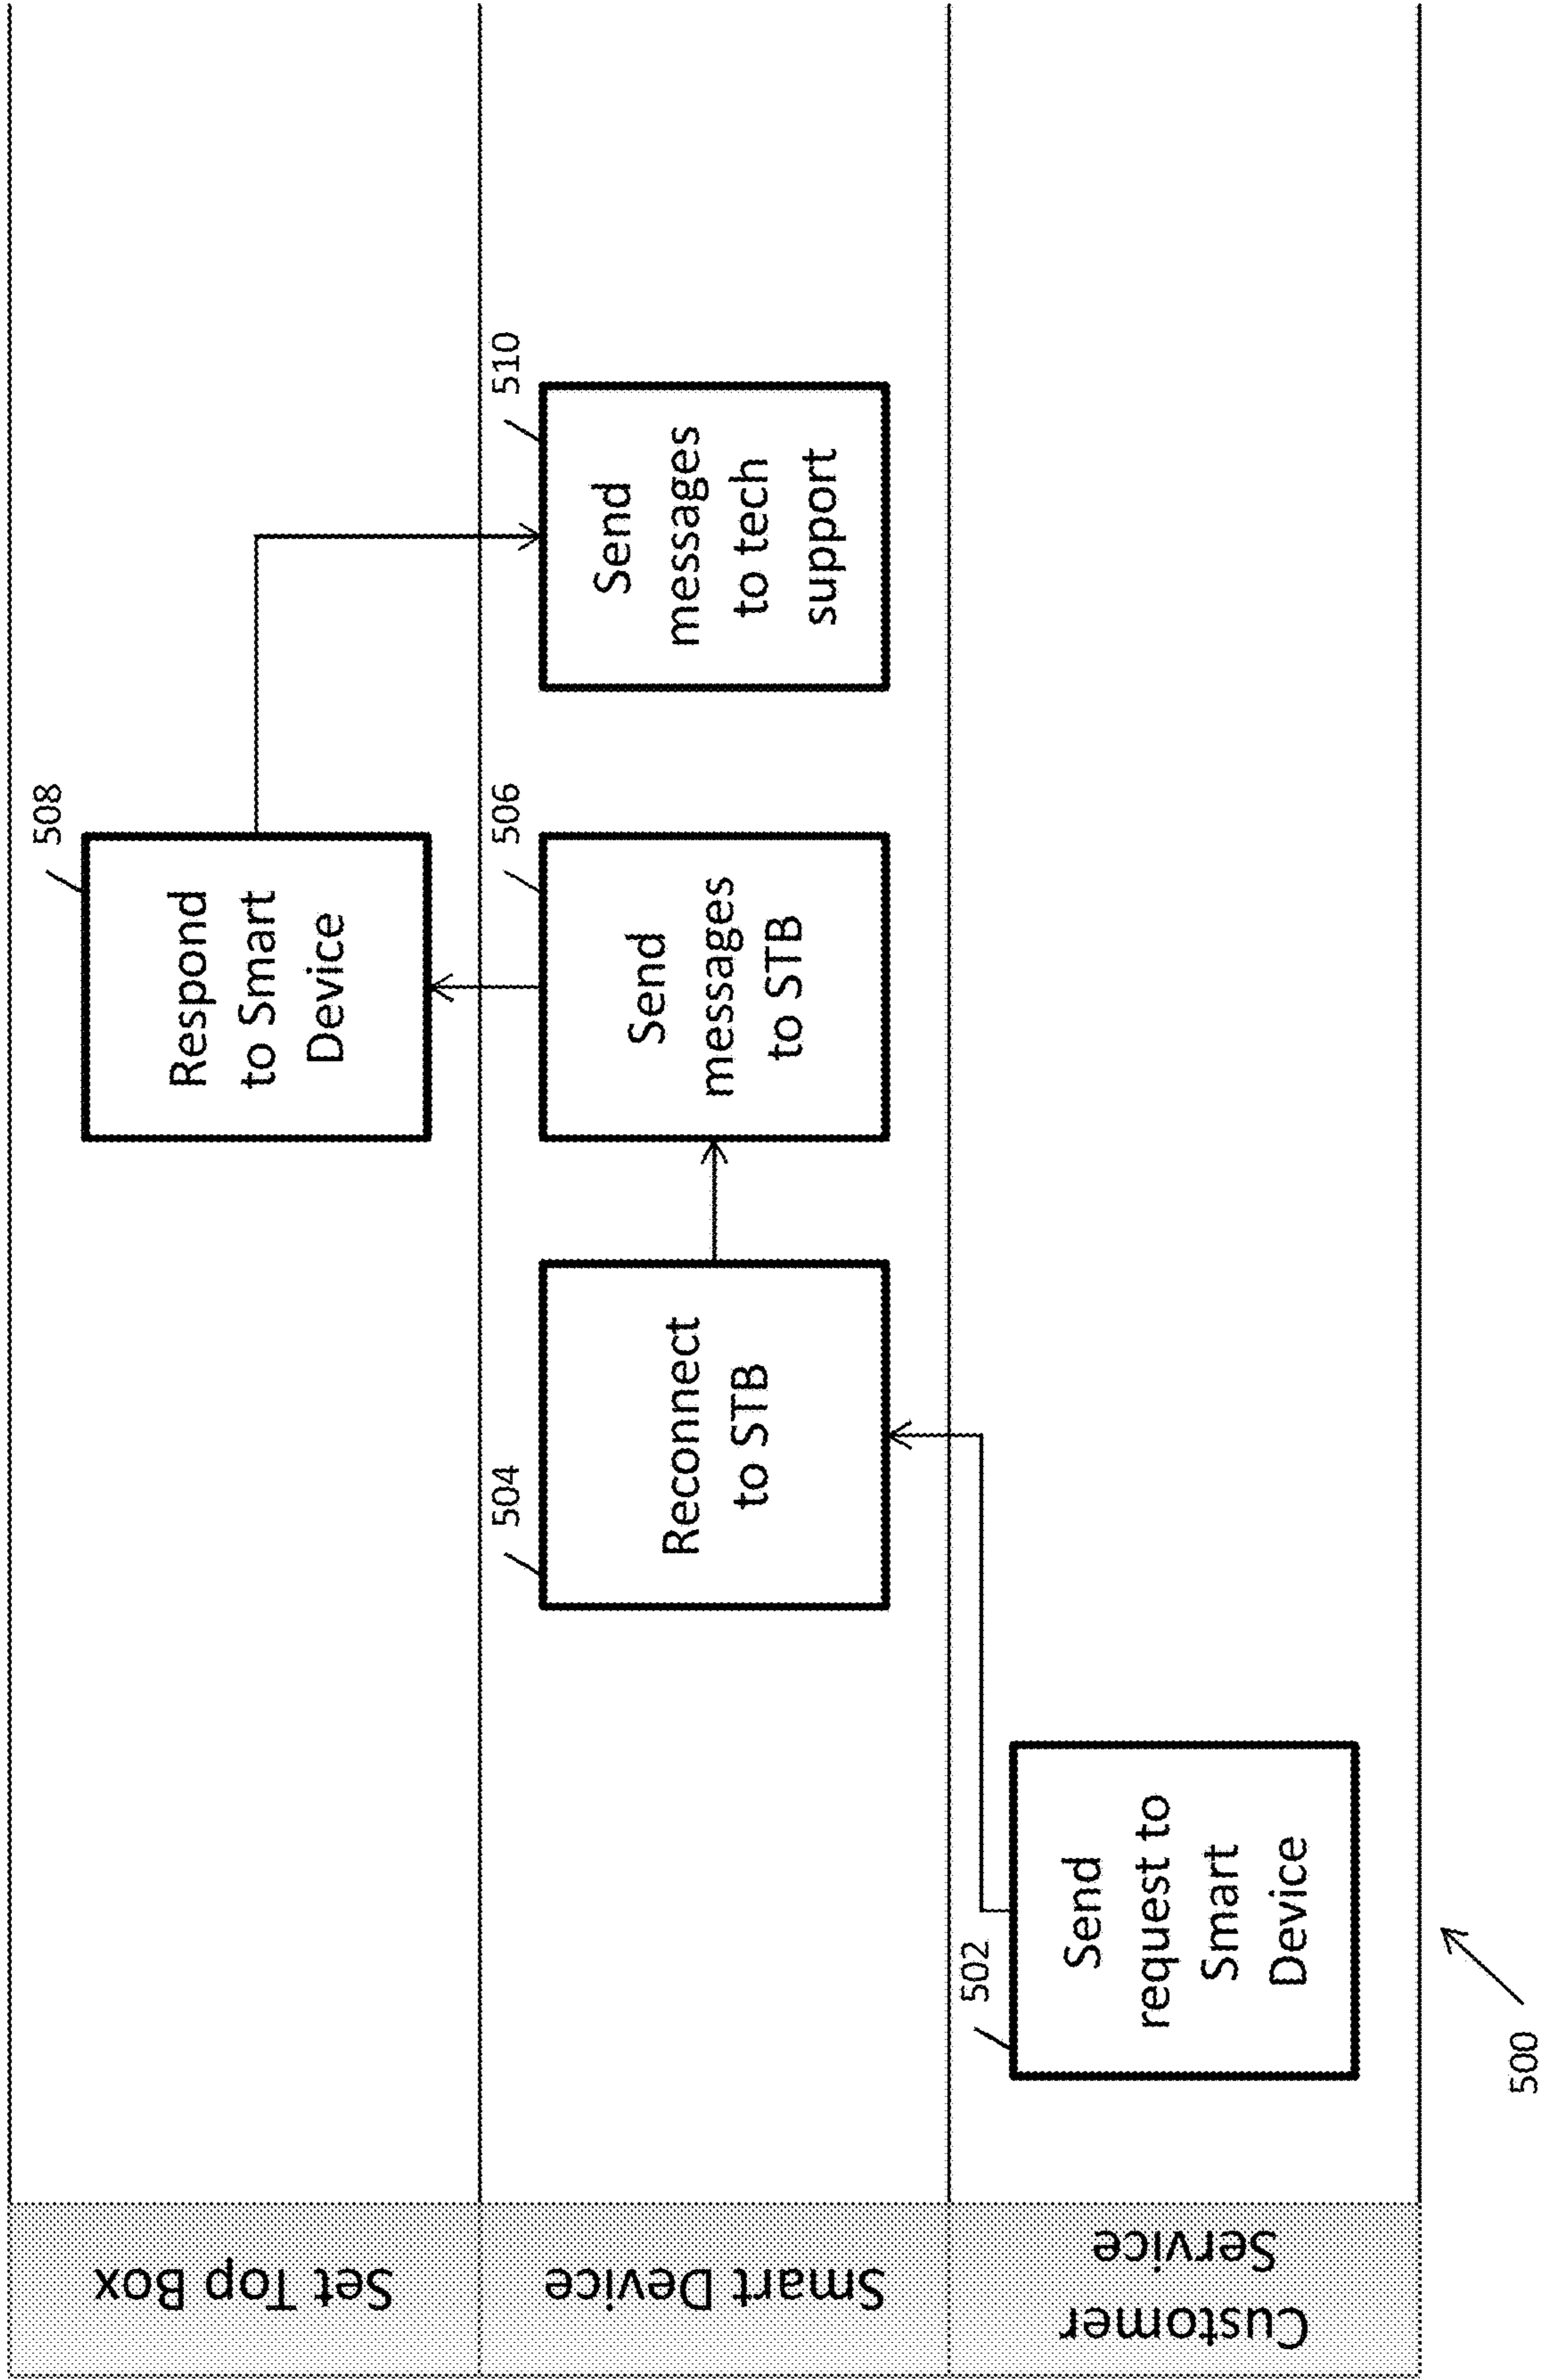 Set Top Box
Smart Device
Customer
Service
508
Respond
to Smart
Device
504
Reconnect
to STB
506
Send
messages
to STB
510
Send
messages
to tech
support
502
Send
request to
Smart
Device
500